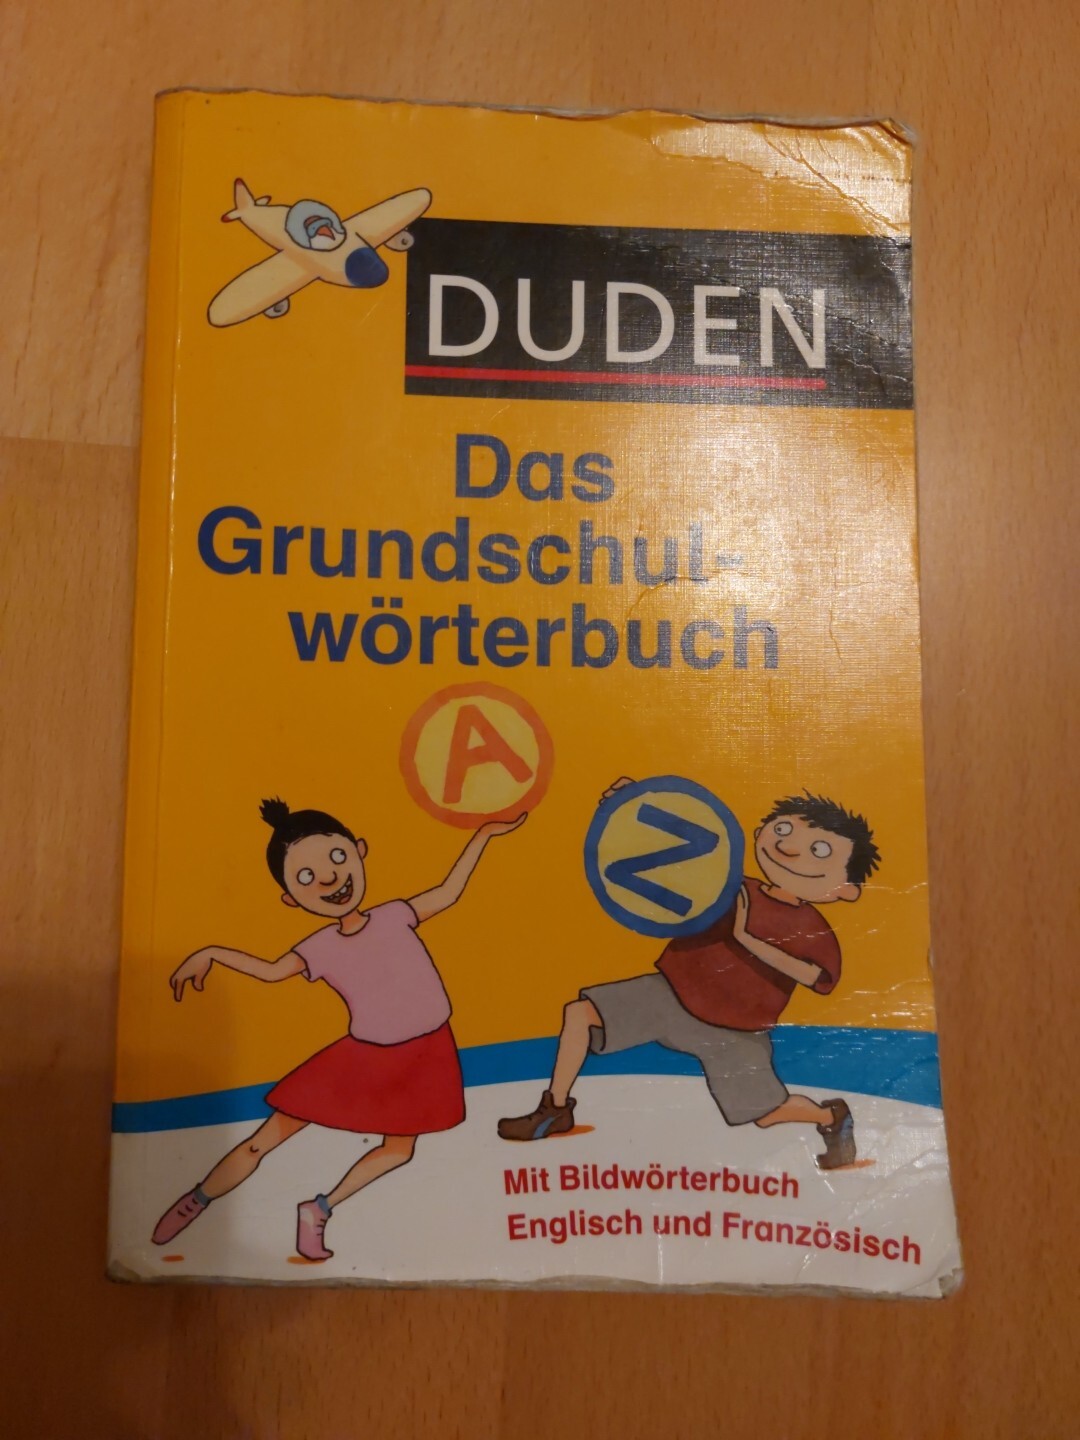 DUDEN
Das
Grundschul-
wörterbuch
A
Z
Mit Bildwörterbuch
Englisch und Französisch